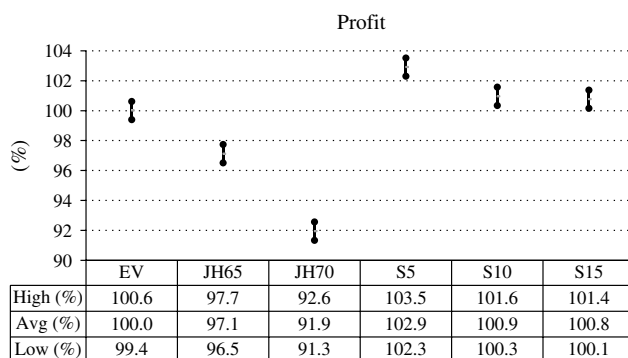 Profit
104
102
100
98
96
94
92
90
(%)
EV JH65 JH70 S5 S10 S15
High (%) 100.6 97.7 92.6 103.5 101.6 101.4
Avg (%) 100.0 97.1 91.9 102.9 100.9 100.8
Low (%) 99.4 96.5 91.3 102.3 100.3 100.1